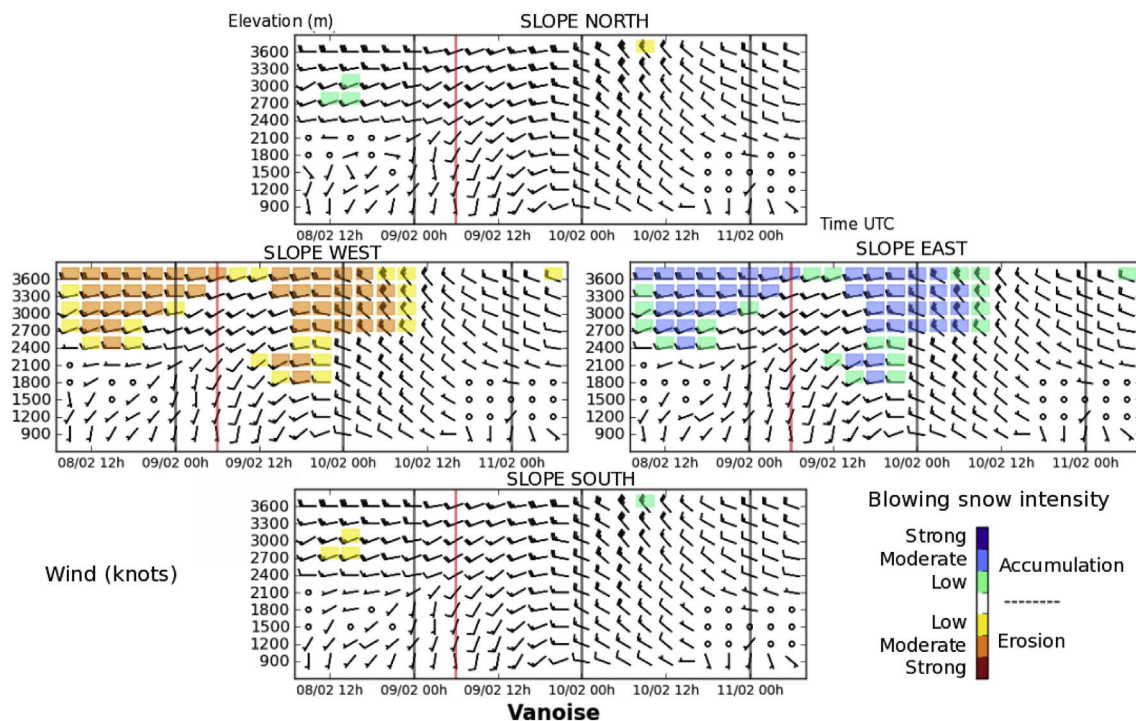 Elevation (m)
SLOPE NORTH
3600
3300
3000
2700
2400
2100
1800
1500
1200
900
08/02 12h 09/02 00h 09/02 12h 10/02 00h 10/02 12h 11/02 00h
Time UTC
SLOPE WEST
3600
3300
3000
2700
2400
2100
1800
1500
1200
900
08/02 12h 09/02 00h 09/02 12h 10/02 00h 10/02 12h 11/02 00h
SLOPE EAST
3600
3300
3000
2700
2400
2100
1800
1500
1200
900
08/02 12h 09/02 00h 09/02 12h 10/02 00h 10/02 12h 11/02 00h
SLOPE SOUTH
3600
3300
3000
2700
2400
2100
1800
1500
1200
900
08/02 12h 09/02 00h 09/02 12h 10/02 00h 10/02 12h 11/02 00h
Wind (knots)
Vanoise
Blowing snow intensity
Strong
Moderate
Low
Accumulation
--------
Low
Moderate
Strong
Erosion